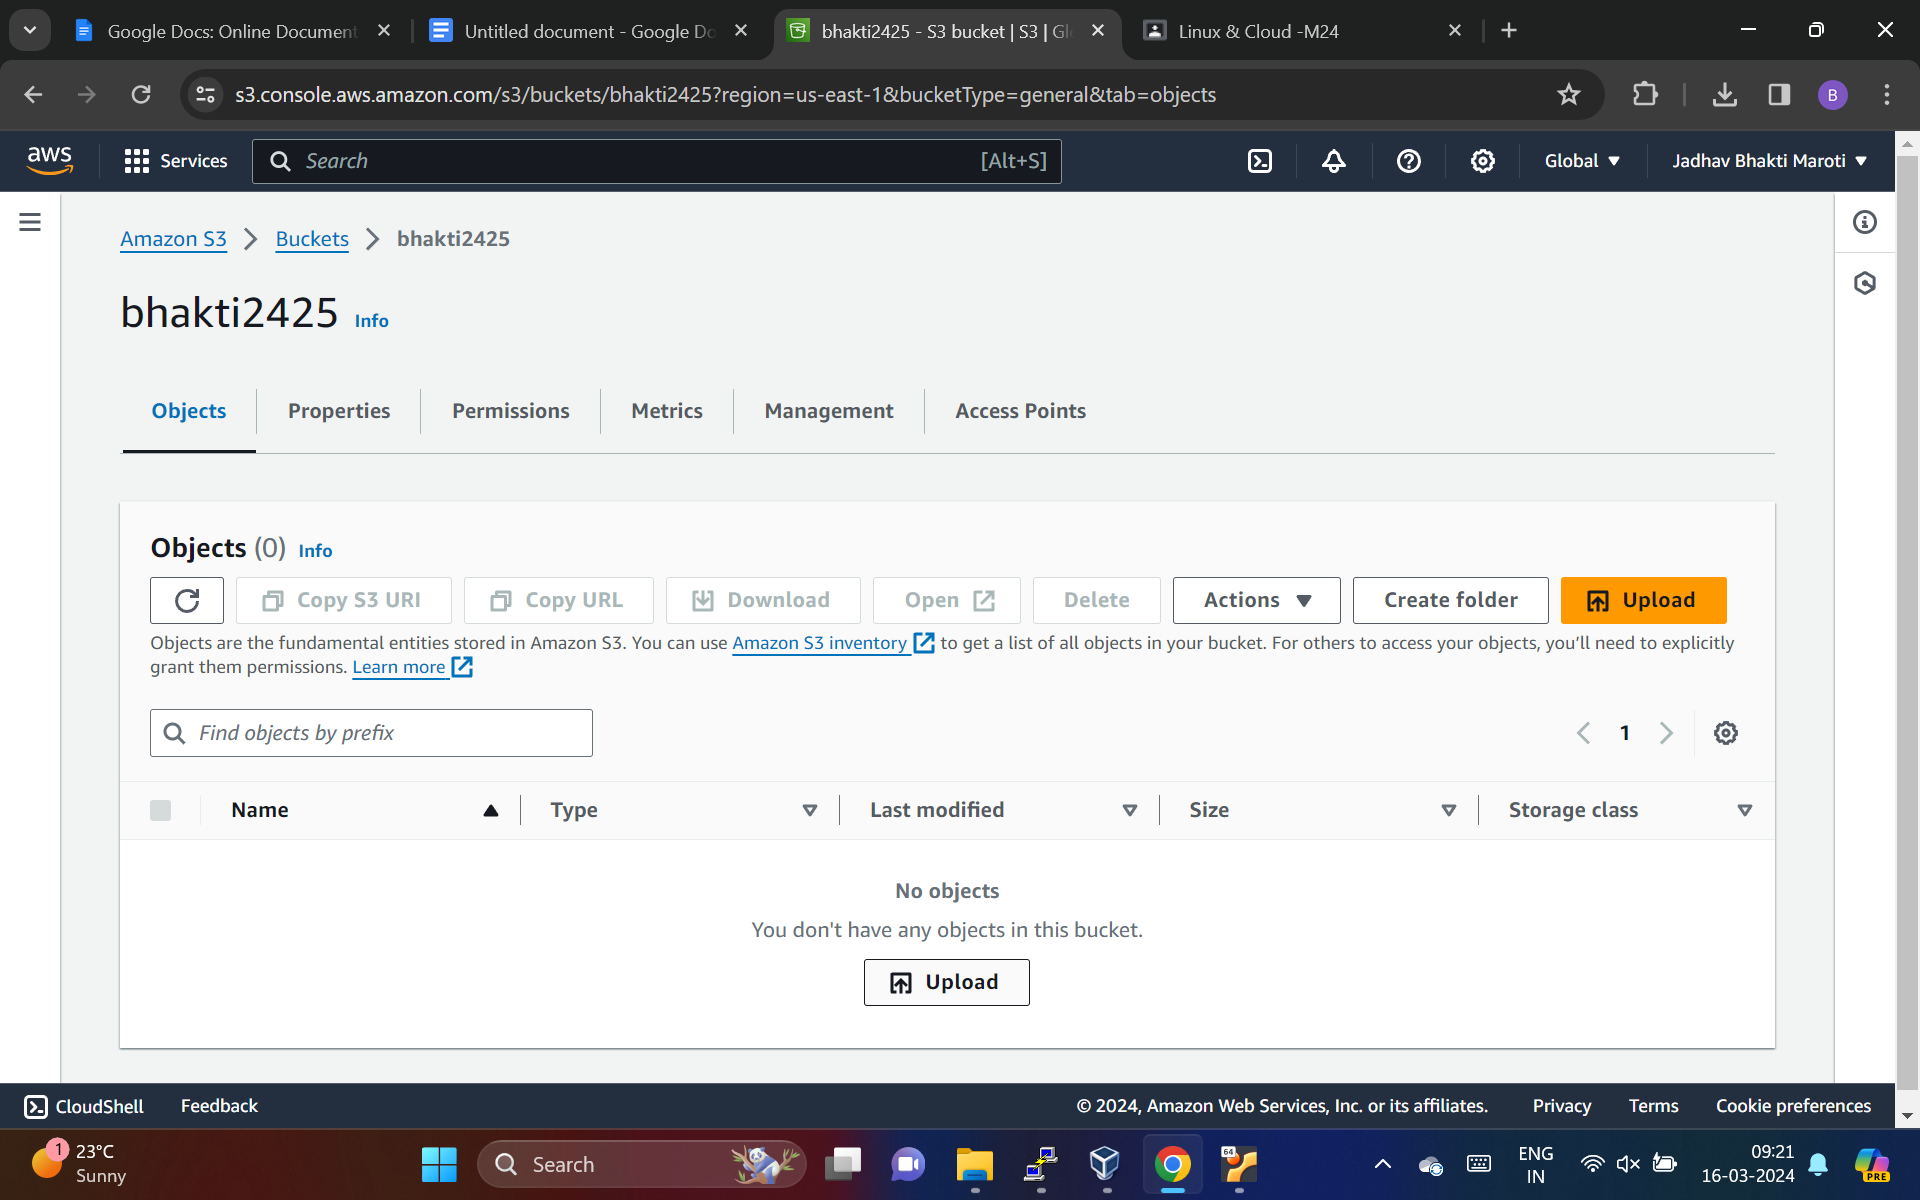 Google Docs: Online Document
Untitled document - Google Do
bhakti2425 - S3 bucket | S3 | Gl
Linux & Cloud -M24
s3.console.aws.amazon.com/s3/buckets/bhakti2425?region=us-east-1&bucketType=general&tab=objects
B
aws
Services
Search
[Alt+S]
Global
Jadhav Bhakti Maroti
Amazon S3
Buckets
bhakti2425
bhakti2425 Info
Objects
Properties
Permissions
Metrics
Management
Access Points
Objects (0) Info
Copy S3 URI
Copy URL
Download
Open
Delete
Actions
Create folder
Upload
Objects are the fundamental entities stored in Amazon S3. You can use Amazon S3 inventory to get a list of all objects in your bucket. For others to access your objects, you’ll need to explicitly
grant them permissions. Learn more
Find objects by prefix
1
Name
Type
Last modified
Size
Storage class
No objects
You don't have any objects in this bucket.
Upload
CloudShell
Feedback
© 2024, Amazon Web Services, Inc. or its affiliates.
Privacy
Terms
Cookie preferences
1
23°C
Sunny
Search
64
ENG
IN
09:21
16-03-2024
PRE